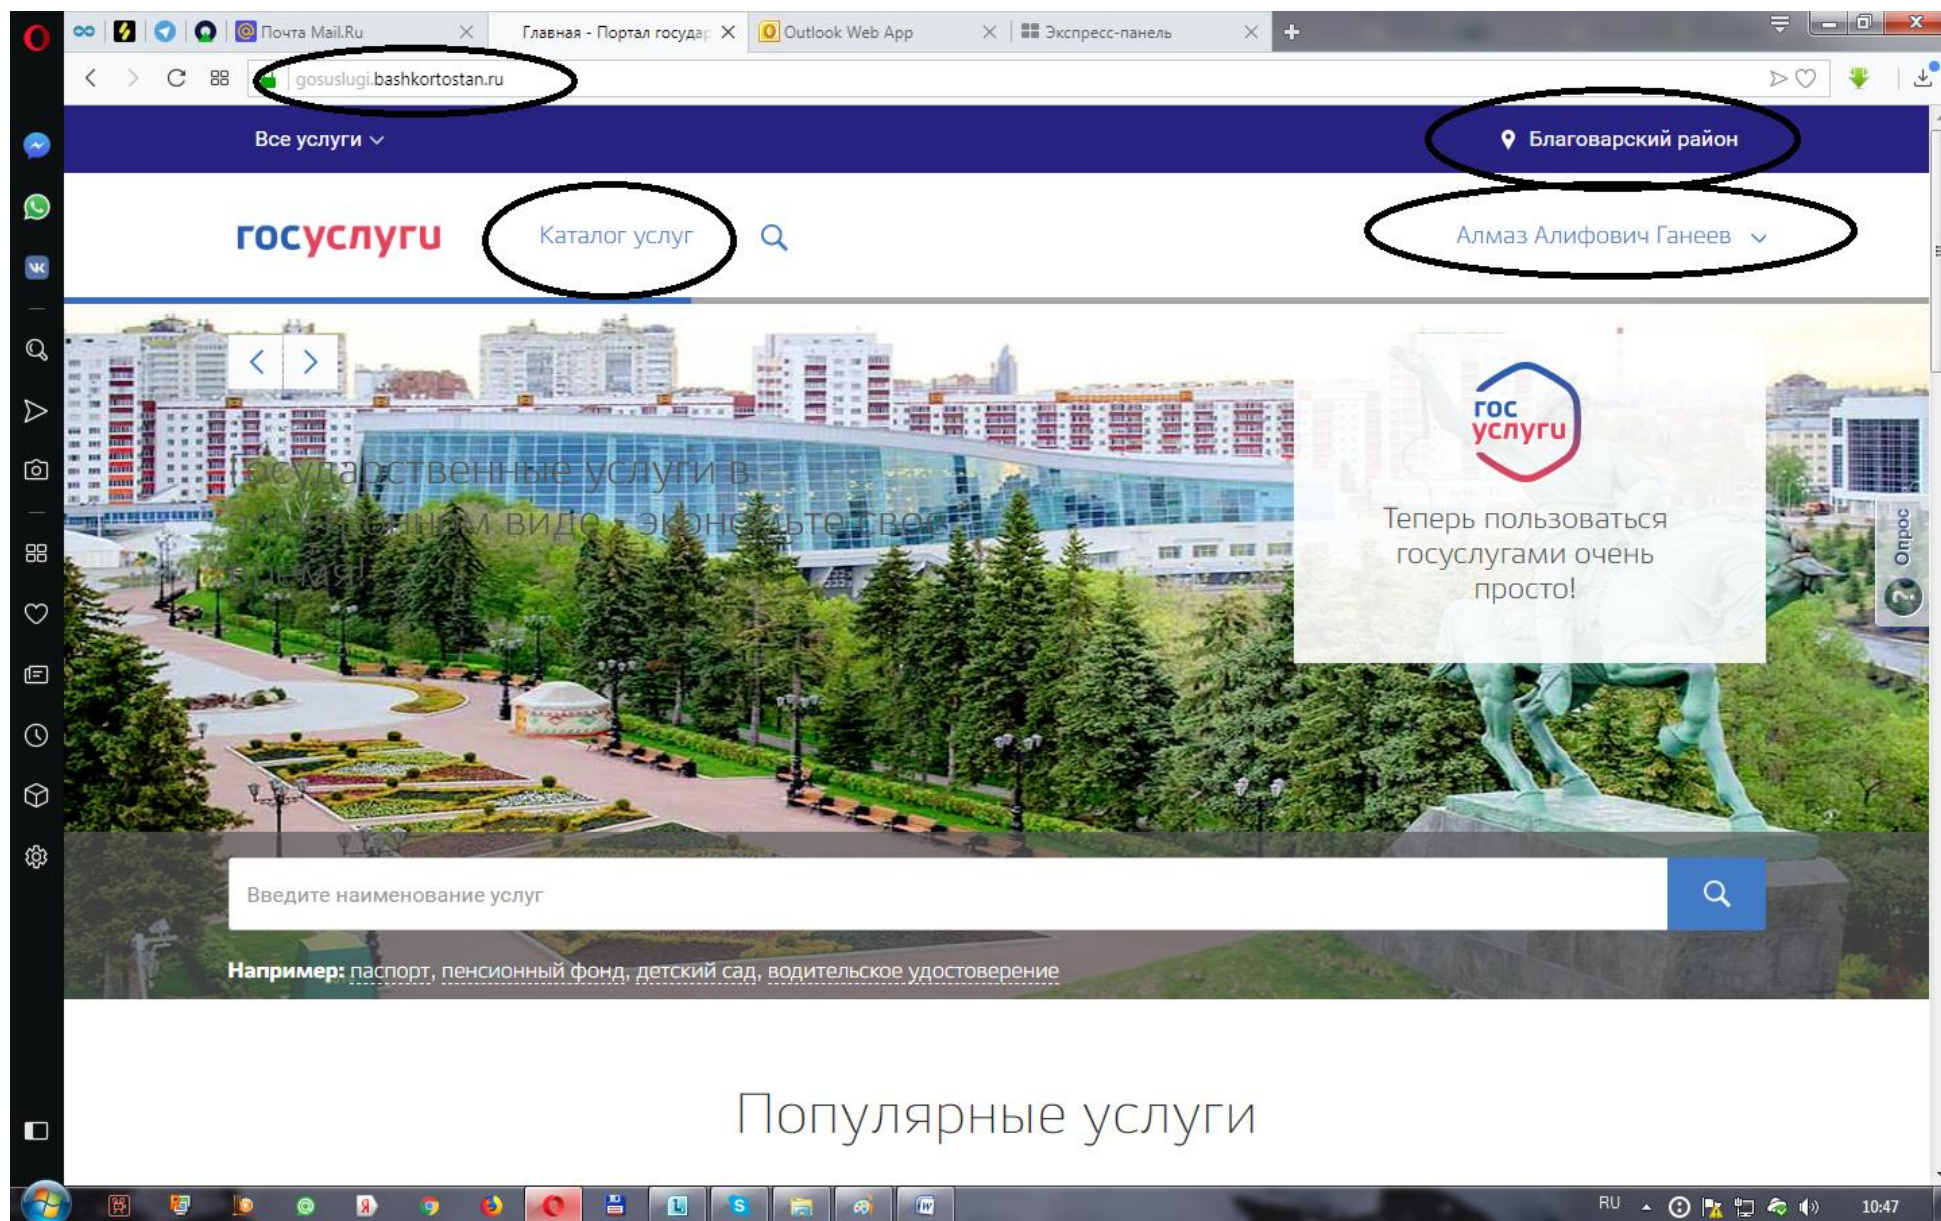 Почта Mail.Ru
Главная - Портал государ
Outlook Web App
Экспресс-панель
gosuslugi.bashkortostan.ru
Все услуги
Благоварский район
госуслуги
Каталог услуг
Алмаз Алифович Ганеев
Государственные услуги в
электронном виде - экономьте свое
время!
гос
услуги
Теперь пользоваться
госуслугами очень
просто!
Опрос
Введите наименование услуг
Например: паспорт, пенсионный фонд, детский сад, водительское удостоверение
Популярные услуги
RU
10:47